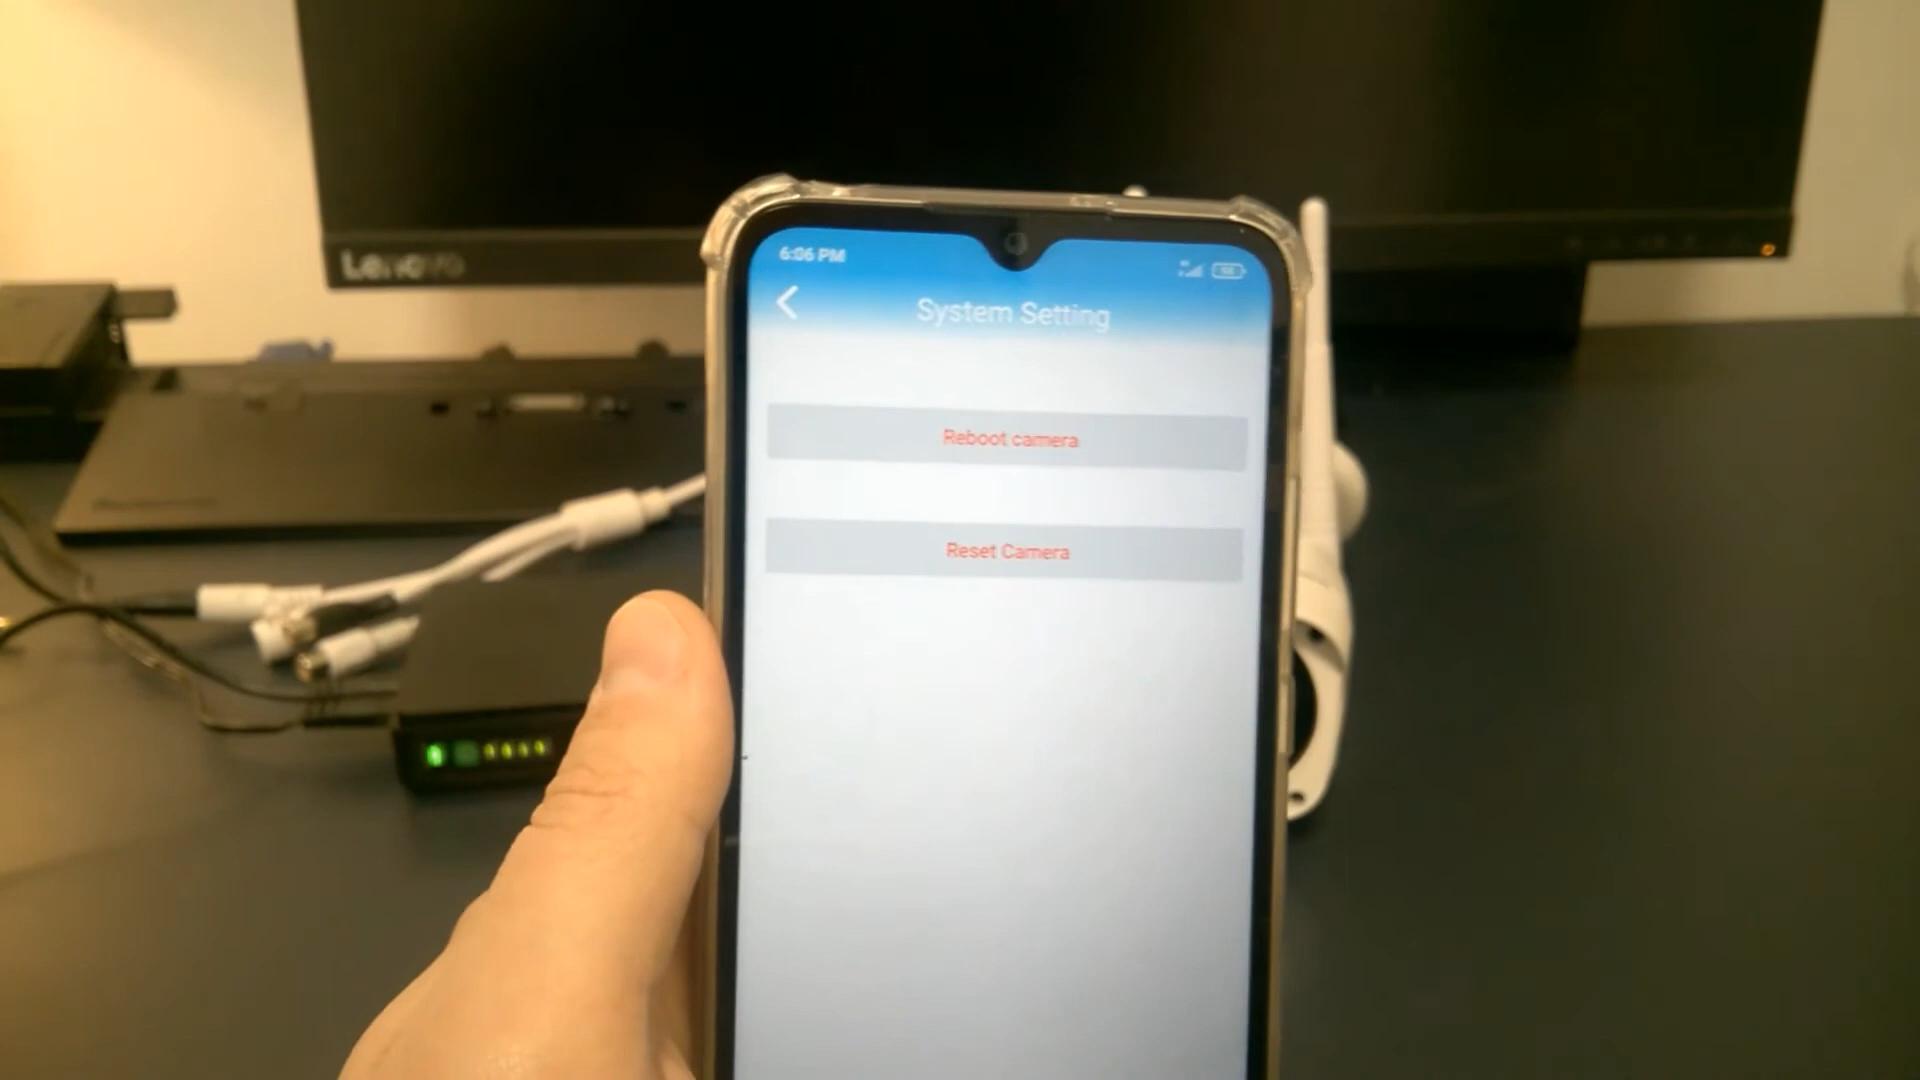 Lenovo
6:06 PM
System Setting
Reboot camera
Reset Camera